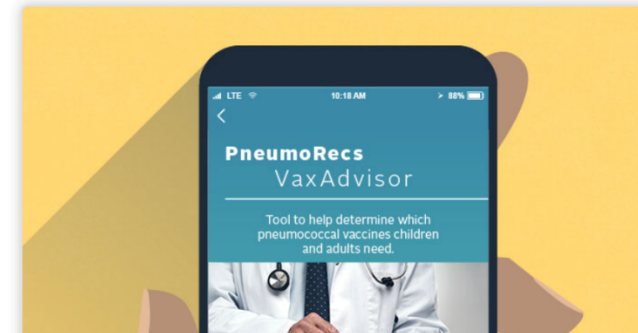 LTE 10:18 AM 88%
PneumoRecs
VaxAdvisor
Tool to help determine which
pneumococcal vaccines children
and adults need.